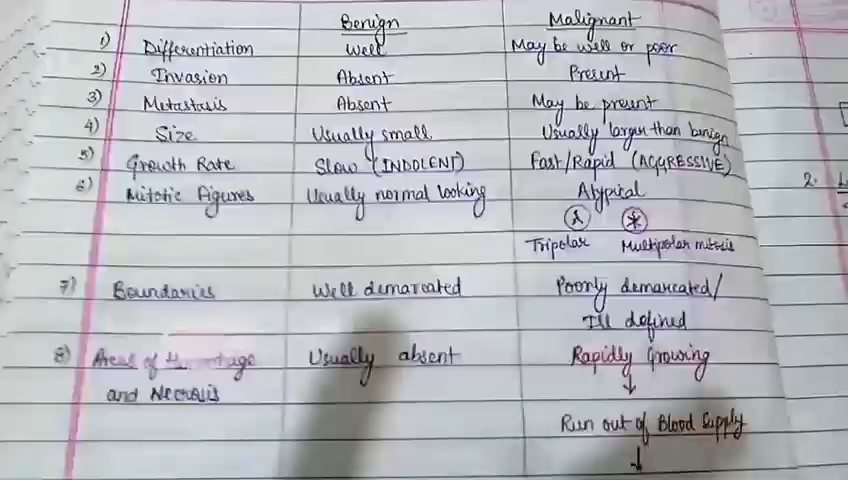 Benign Malignant
1) Differentiation Well May be well or poor
2) Invasion Absent Present
3) Metastasis Absent May be present
4) Size Usually small Usually larger than benign
5) Growth Rate Slow (INDOLENT) Fast/Rapid (AGGRESSIVE)
6) Mitotic Figures Usually normal looking Atypical
Tripolar Multipolar mitosis
7) Boundaries Well demarcated Poorly demarcated/
Ill defined
8) Areas of Usually absent Rapidly Growing
and Necrosis
↓
Run out of Blood Supply
↓
2.